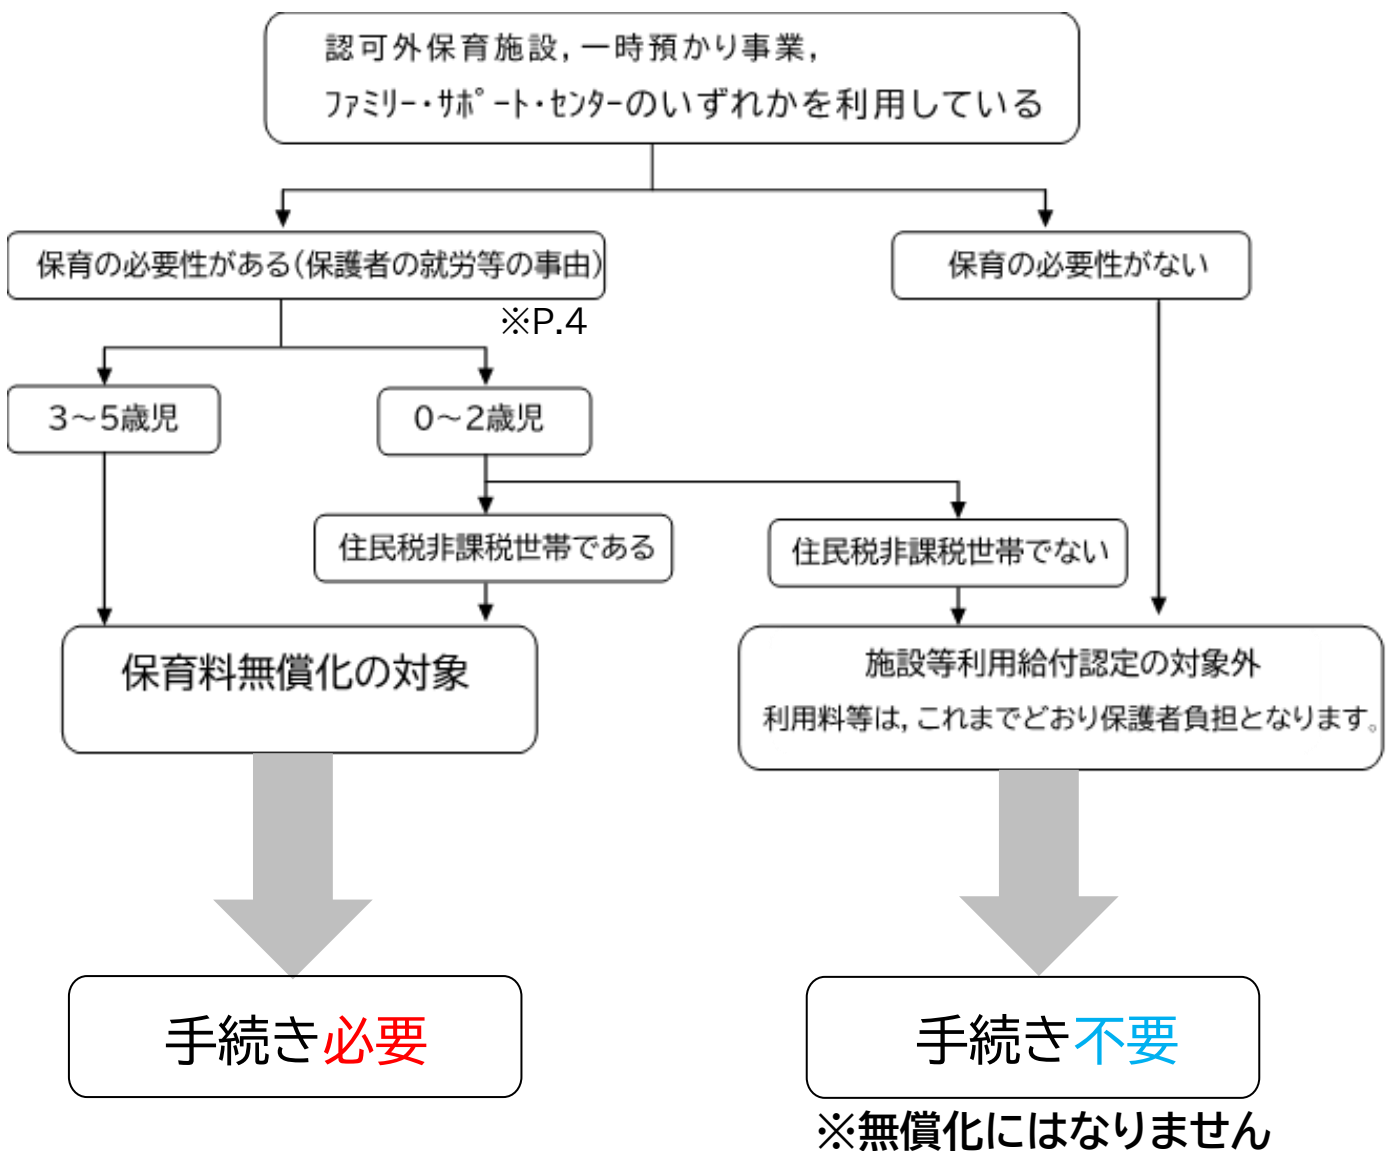 認可外保育施設,一時預かり事業,
ファミリー・サポート・センターのいずれかを利用している
保育の必要性がある(保護者の就労等の事由)
保育の必要性がない
※P.4
3～5歳児
0～2歳児
住民税非課税世帯である
住民税非課税世帯でない
保育料無償化の対象
施設等利用給付認定の対象外
利用料等は,これまでどおり保護者負担となります。
手続き必要
手続き不要
※無償化にはなりません